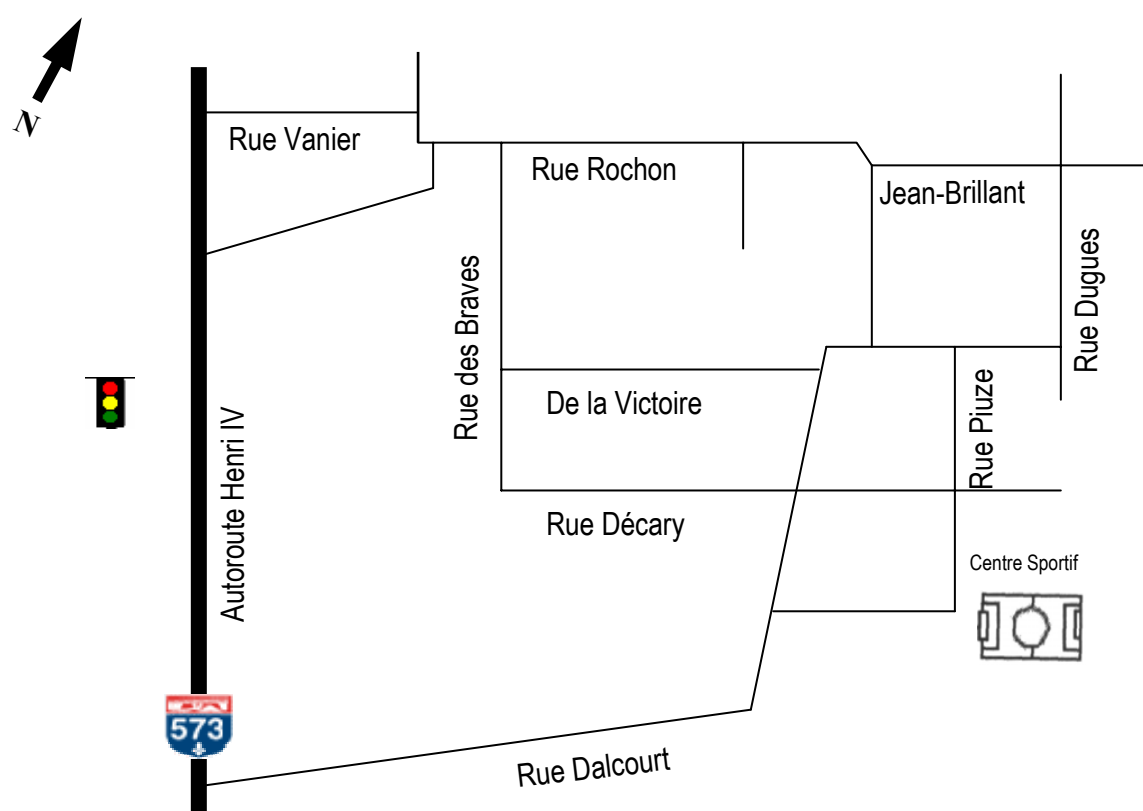 N
Rue Vanier
Rue Rochon
Jean-Brillant
Rue Dugues
Rue des Braves
De la Victoire
Rue Piuze
Autoroute Henri IV
Rue Décary
Centre Sportif
573
Rue Dalcourt